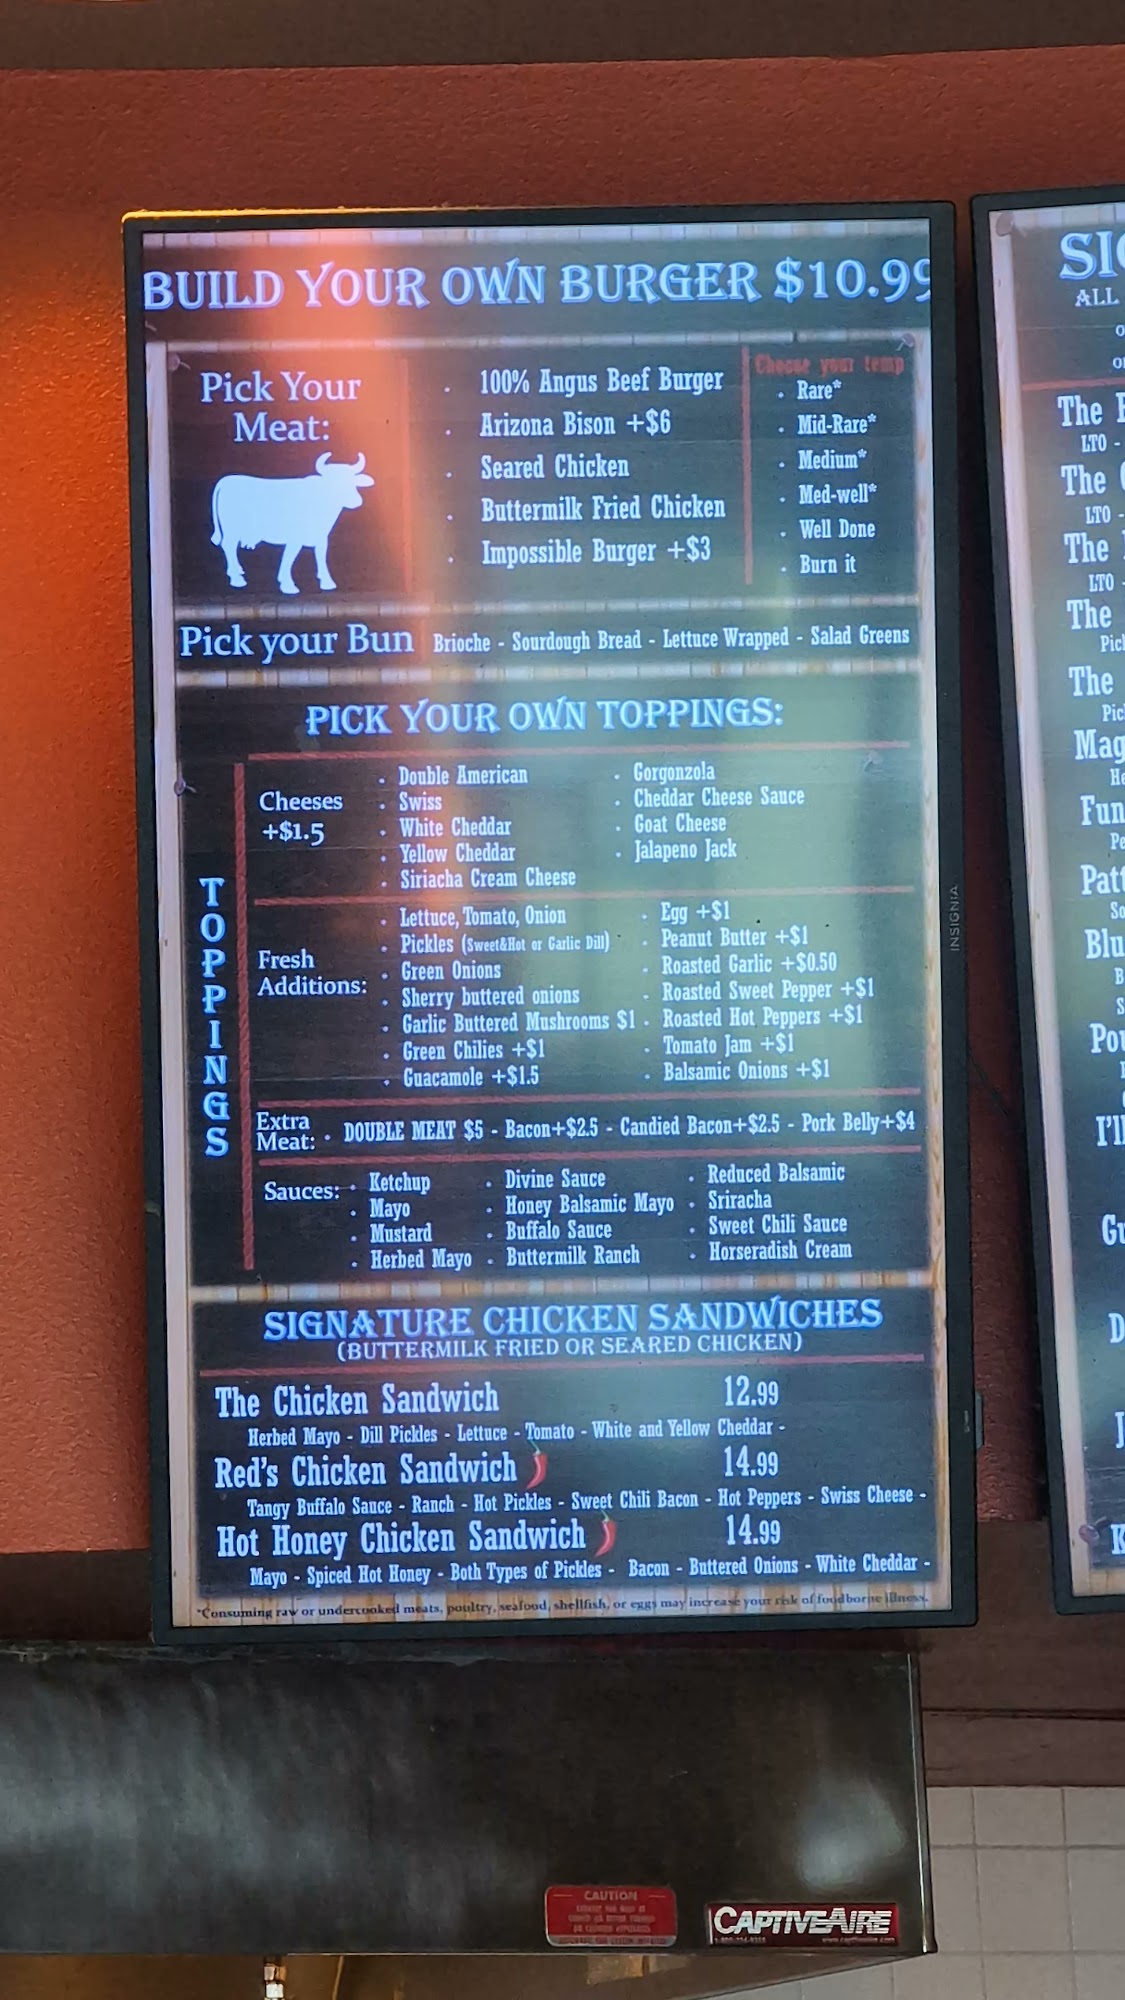 BUILD YOUR OWN BURGER $10.99
Pick Your
Meat:
100% Angus Beef Burger
Arizona Bison +$6
Seared Chicken
Buttermilk Fried Chicken
Impossible Burger +$3
Choose your temp
Rare*
Mid-Rare*
Medium*
Med-well*
Well Done
Burn it
Pick your Bun Brioche - Sourdough Bread - Lettuce Wrapped - Salad Greens
PICK YOUR OWN TOPPINGS:
TOPPINGS
Cheeses
+$1.5
Double American
Swiss
White Cheddar
Yellow Cheddar
Siriacha Cream Cheese
Gorgonzola
Cheddar Cheese Sauce
Goat Cheese
Jalapeno Jack
Fresh
Additions:
Lettuce, Tomato, Onion
Pickles (Sweet&Hot or Garlic Dill)
Green Onions
Sherry buttered onions
Garlic Buttered Mushrooms $1
Green Chilies +$1
Guacamole +$1.5
Egg +$1
Peanut Butter +$1
Roasted Garlic +$0.50
Roasted Sweet Pepper +$1
Roasted Hot Peppers +$1
Tomato Jam +$1
Balsamic Onions +$1
Extra
Meat:
DOUBLE MEAT $5 - Bacon+$2.5 - Candied Bacon+$2.5 - Pork Belly+$4
Sauces:
Ketchup
Mayo
Mustard
Herbed Mayo
Divine Sauce
Honey Balsamic Mayo
Buffalo Sauce
Buttermilk Ranch
Reduced Balsamic
Sriracha
Sweet Chili Sauce
Horseradish Cream
SIGNATURE CHICKEN SANDWICHES
(BUTTERMILK FRIED OR SEARED CHICKEN)
The Chicken Sandwich 12.99
Herbed Mayo - Dill Pickles - Lettuce - Tomato - White and Yellow Cheddar -
Red's Chicken Sandwich 14.99
Tangy Buffalo Sauce - Ranch - Hot Pickles - Sweet Chili Bacon - Hot Peppers - Swiss Cheese -
Hot Honey Chicken Sandwich 14.99
Mayo - Spiced Hot Honey - Both Types of Pickles - Bacon - Buttered Onions - White Cheddar -
*Consuming raw or undercooked meats, poultry, seafood, shellfish, or eggs may increase your risk of foodborne illness.
INSIGNIA
ALL
The
LTO -
The
LTO -
The
LTO -
The
The
CAUTION
CAPTIVEAIRE
www.captiveaire.com